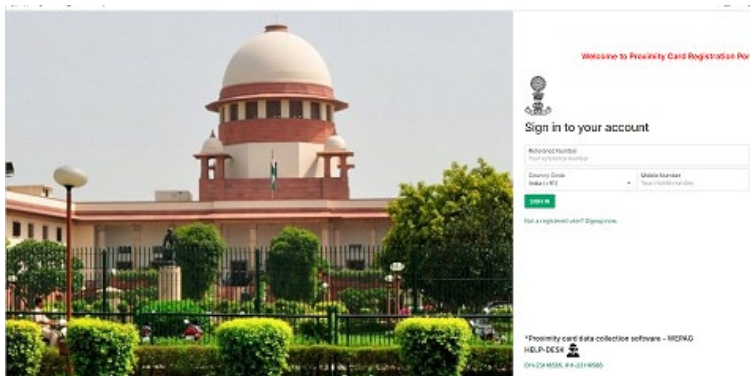 Welcome to Proximity Card Registration Por
Sign in to your account
Reference Number
Your reference number
Country Code
India (+91)
Mobile Number
Your mobile number
SIGN IN
Not a registered user? Signup now.
*Proximity card data collection software - WEPAG
HELP-DESK